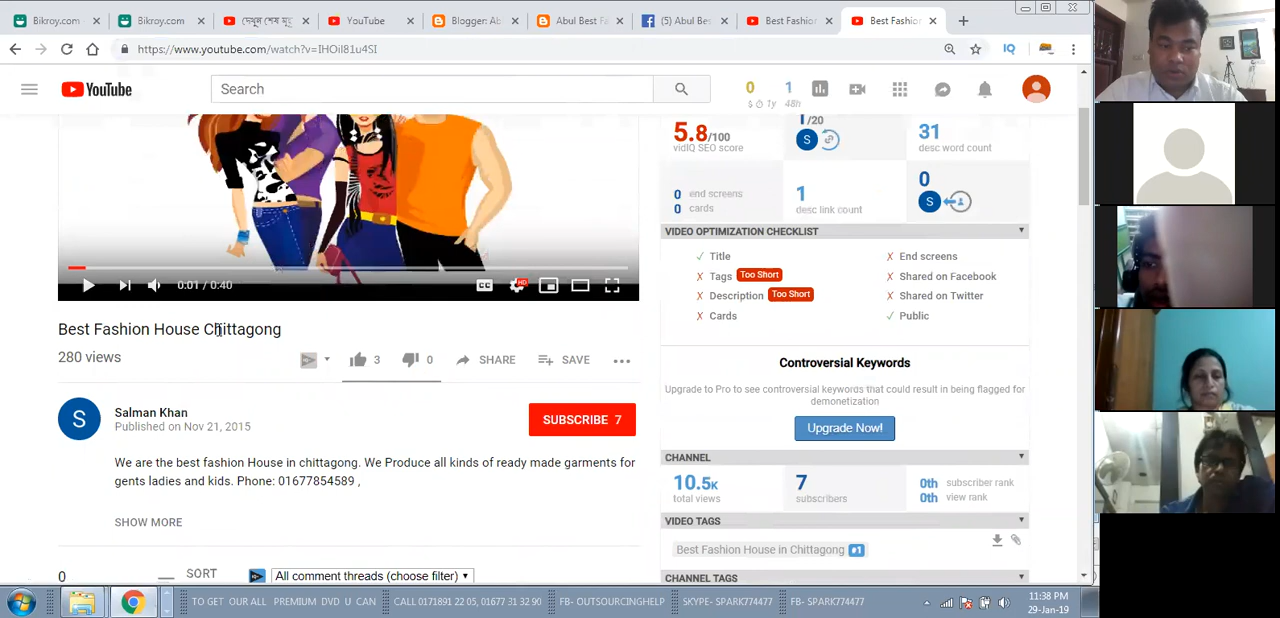 Bikroy.com
Bikroy.com
YouTube
Blogger: Ab
Abul Best Fa
(5) Abul Be
Best Fashion
Best Fashion
https://www.youtube.com/watch?v=IHOil81u4SI
IQ
YouTube
Search
0
1
1y
48h
5.8/100
vidIQ SEO score
1/20
S
31
desc word count
0 end screens
0 cards
1
desc link count
0
S
VIDEO OPTIMIZATION CHECKLIST
Title
End screens
Tags Too Short
Shared on Facebook
Description Too Short
Shared on Twitter
Cards
Public
0:01 / 0:40
CC
HD
Best Fashion House Chittagong
280 views
3
0
SHARE
SAVE
Controversial Keywords
Upgrade to Pro to see controversial keywords that could result in being flagged for
demonetization
Upgrade Now!
S
Salman Khan
Published on Nov 21, 2015
SUBSCRIBE 7
We are the best fashion House in chittagong. We Produce all kinds of ready made garments for
gents ladies and kids. Phone: 01677854589 ,
SHOW MORE
CHANNEL
10.5K
total views
7
subscribers
0th subscriber rank
0th view rank
VIDEO TAGS
Best Fashion House in Chittagong #1
CHANNEL TAGS
0
SORT
All comment threads (choose filter)
TO GET OUR ALL PREMIUM DVD U CAN
CALL 0171891 22 05, 01677 31 32 90
FB- OUTSOURCINGHELP
SKYPE- SPARK774477
FB- SPARK774477
11:38 PM
29-Jan-19